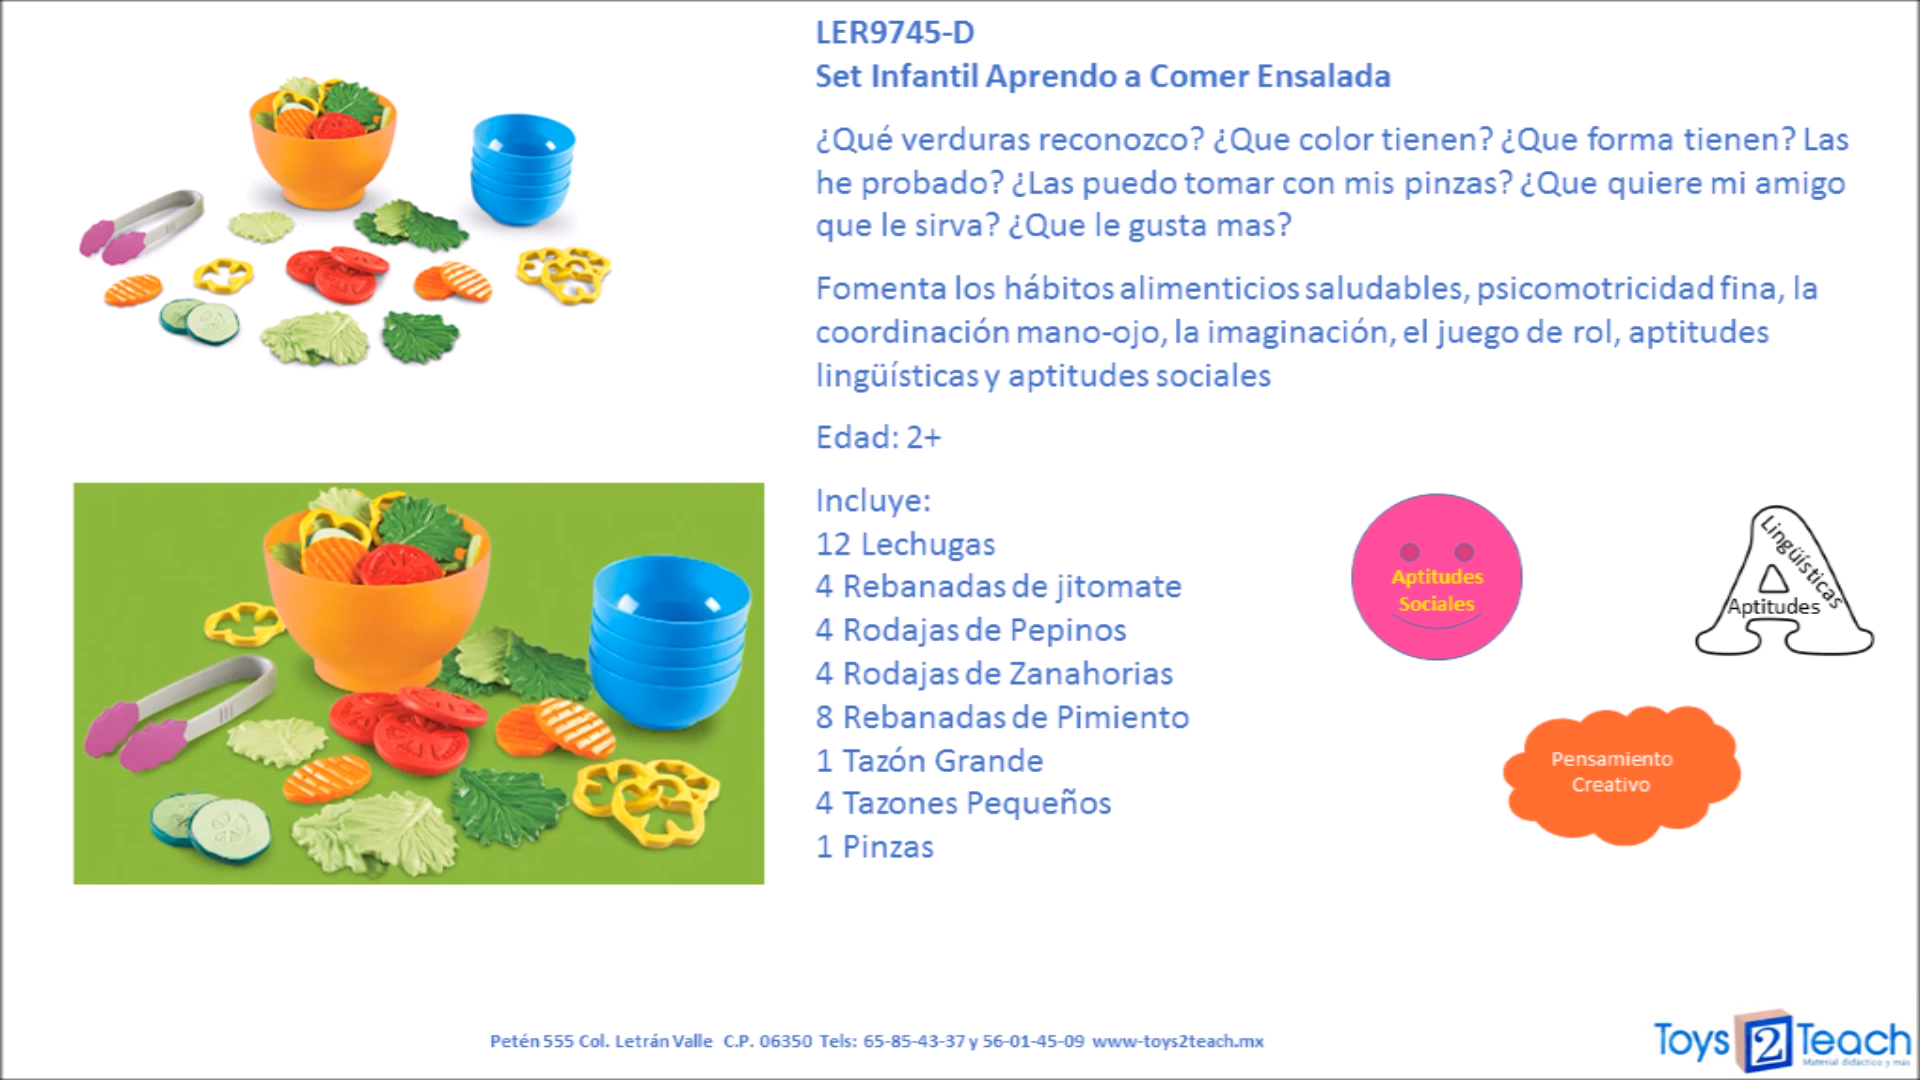 LER9745-D
Set Infantil Aprendo a Comer Ensalada
¿Qué verduras reconozco? ¿Que color tienen? ¿Que forma tienen? Las
he probado? ¿Las puedo tomar con mis pinzas? ¿Que quiere mi amigo
que le sirva? ¿Que le gusta mas?
Fomenta los hábitos alimenticios saludables, psicomotricidad fina, la
coordinación mano-ojo, la imaginación, el juego de rol, aptitudes
lingüísticas y aptitudes sociales
Edad: 2+
Incluye:
12 Lechugas
4 Rebanadas de jitomate
4 Rodajas de Pepinos
4 Rodajas de Zanahorias
8 Rebanadas de Pimiento
1 Tazón Grande
4 Tazones Pequeños
1 Pinzas
Aptitudes
Sociales
Lingüísticas
Aptitudes
Pensamiento
Creativo
Petén 555 Col. Letrán Valle C.P. 06350 Tels: 65-85-43-37 y 56-01-45-09 www-toys2teach.mx
Toys 2 Teach
Material didáctico y más